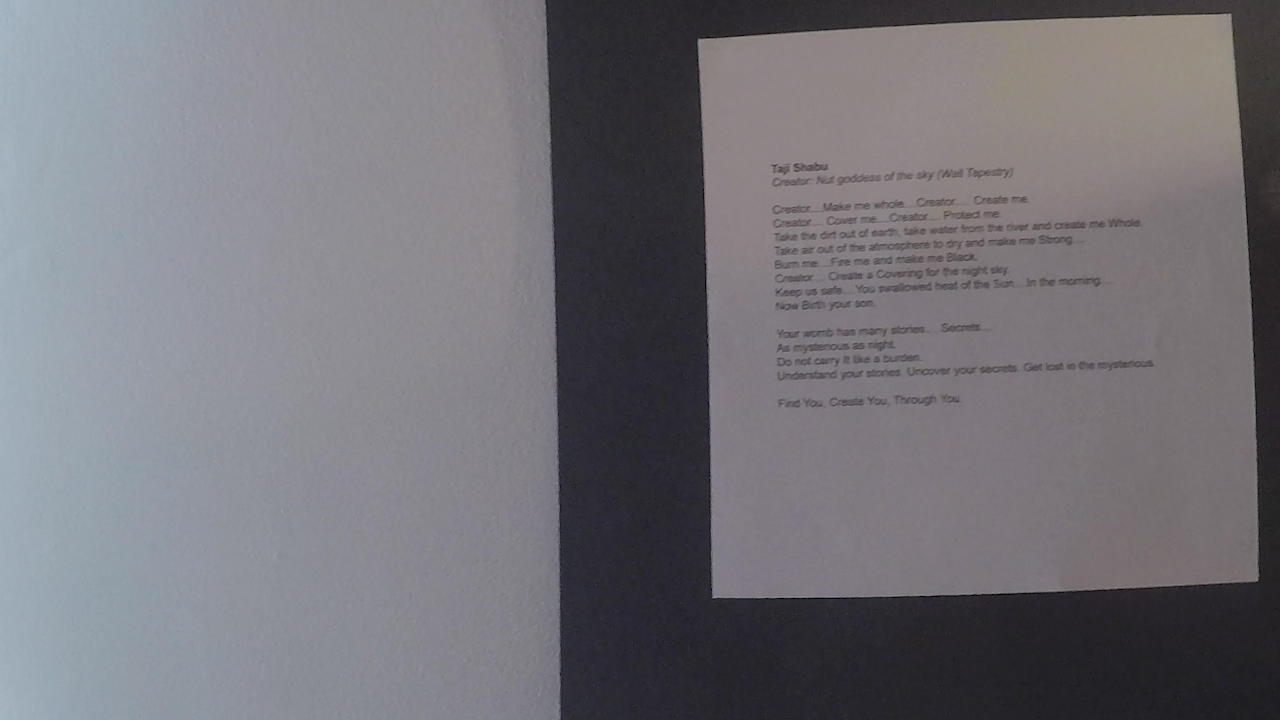 Taji Shabu
Creator: Nut goddess of the sky (Wall Tapestry)
Creator....Make me whole....Creator..... Create me.
Creator.... Cover me....Creator.... Protect me.
Take the dirt out of earth, take water from the river and create me Whole.
Take air out of the atmosphere to dry and make me Strong....
Burn me....Fire me and make me Black.
Creator.... Create a Covering for the night sky.
Keep us safe....You swallowed heat of the Sun....In the morning....
Now Birth your son.
Your womb has many stories.... Secrets....
As mysterious as night.
Do not carry it like a burden.
Understand your stories. Uncover your secrets. Get lost in the mysterious.
Find You, Create You, Through You.